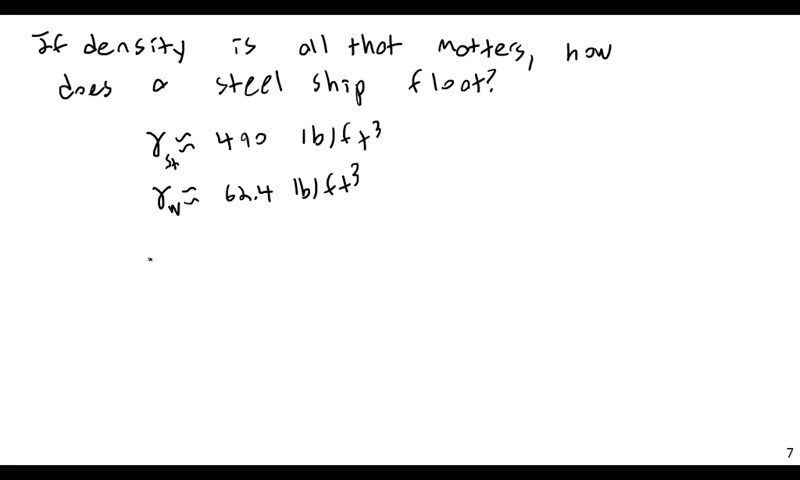 If density is all that matters, how
does a steel ship float?
γst ≈ 490 lb/ft³
γw ≈ 62.4 lb/ft³
7